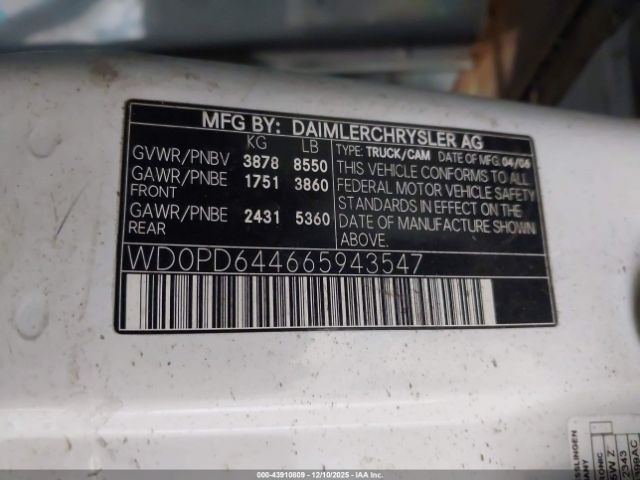 MFG BY: DAIMLERCHRYSLER AG
KG LB
GVWR/PNBV 3878 8550
GAWR/PNBE 1751 3860
FRONT
GAWR/PNBE 2431 5360
REAR
TYPE: TRUCK/CAM DATE OF MFG: 04/06
THIS VEHICLE CONFORMS TO ALL
FEDERAL MOTOR VEHICLE SAFETY
STANDARDS IN EFFECT ON THE
DATE OF MANUFACTURE SHOWN
ABOVE.
WD0PD644665943547
000-43910809 - 12/10/2025 - COPYRIGHT IAA, LLC.